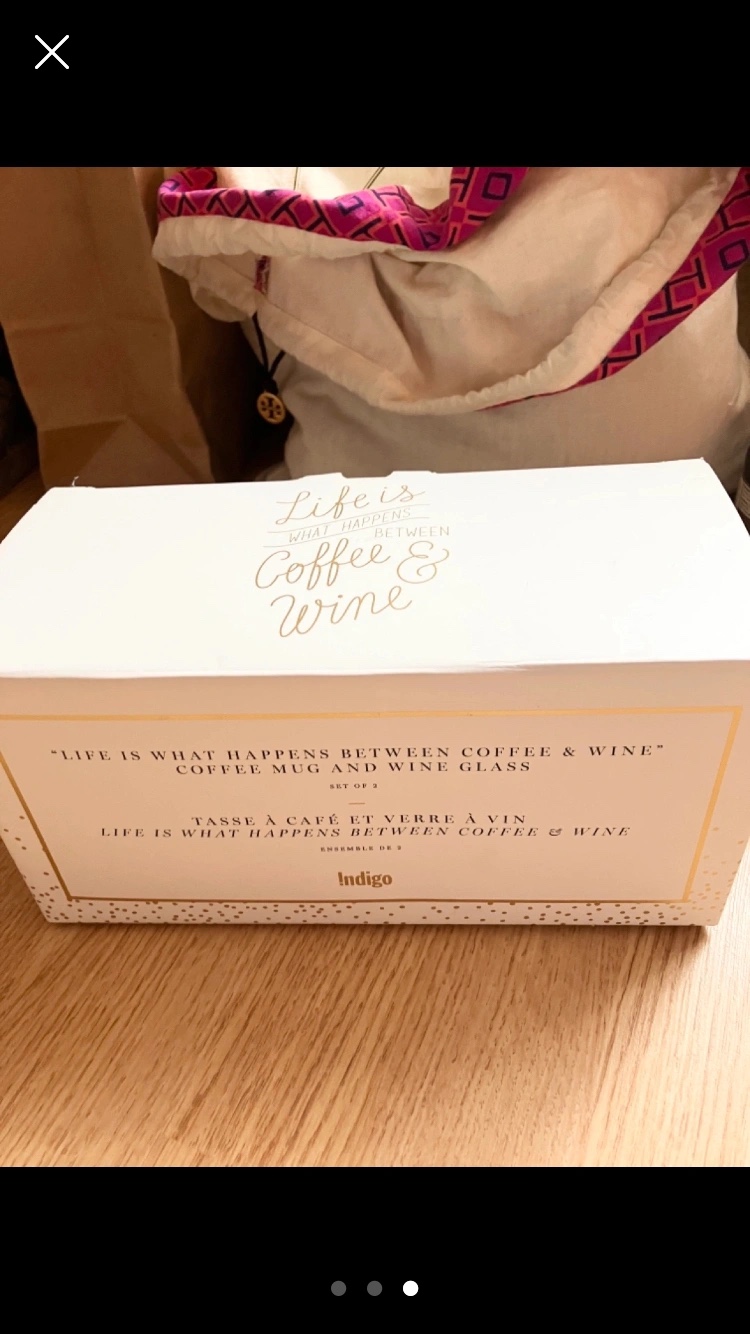 Life is
WHAT HAPPENS
BETWEEN
Coffee &
Wine
“LIFE IS WHAT HAPPENS BETWEEN COFFEE & WINE”
COFFEE MUG AND WINE GLASS
SET OF 2
TASSE À CAFÉ ET VERRE À VIN
LIFE IS WHAT HAPPENS BETWEEN COFFEE & WINE
ENSEMBLE DE 2
!ndigo